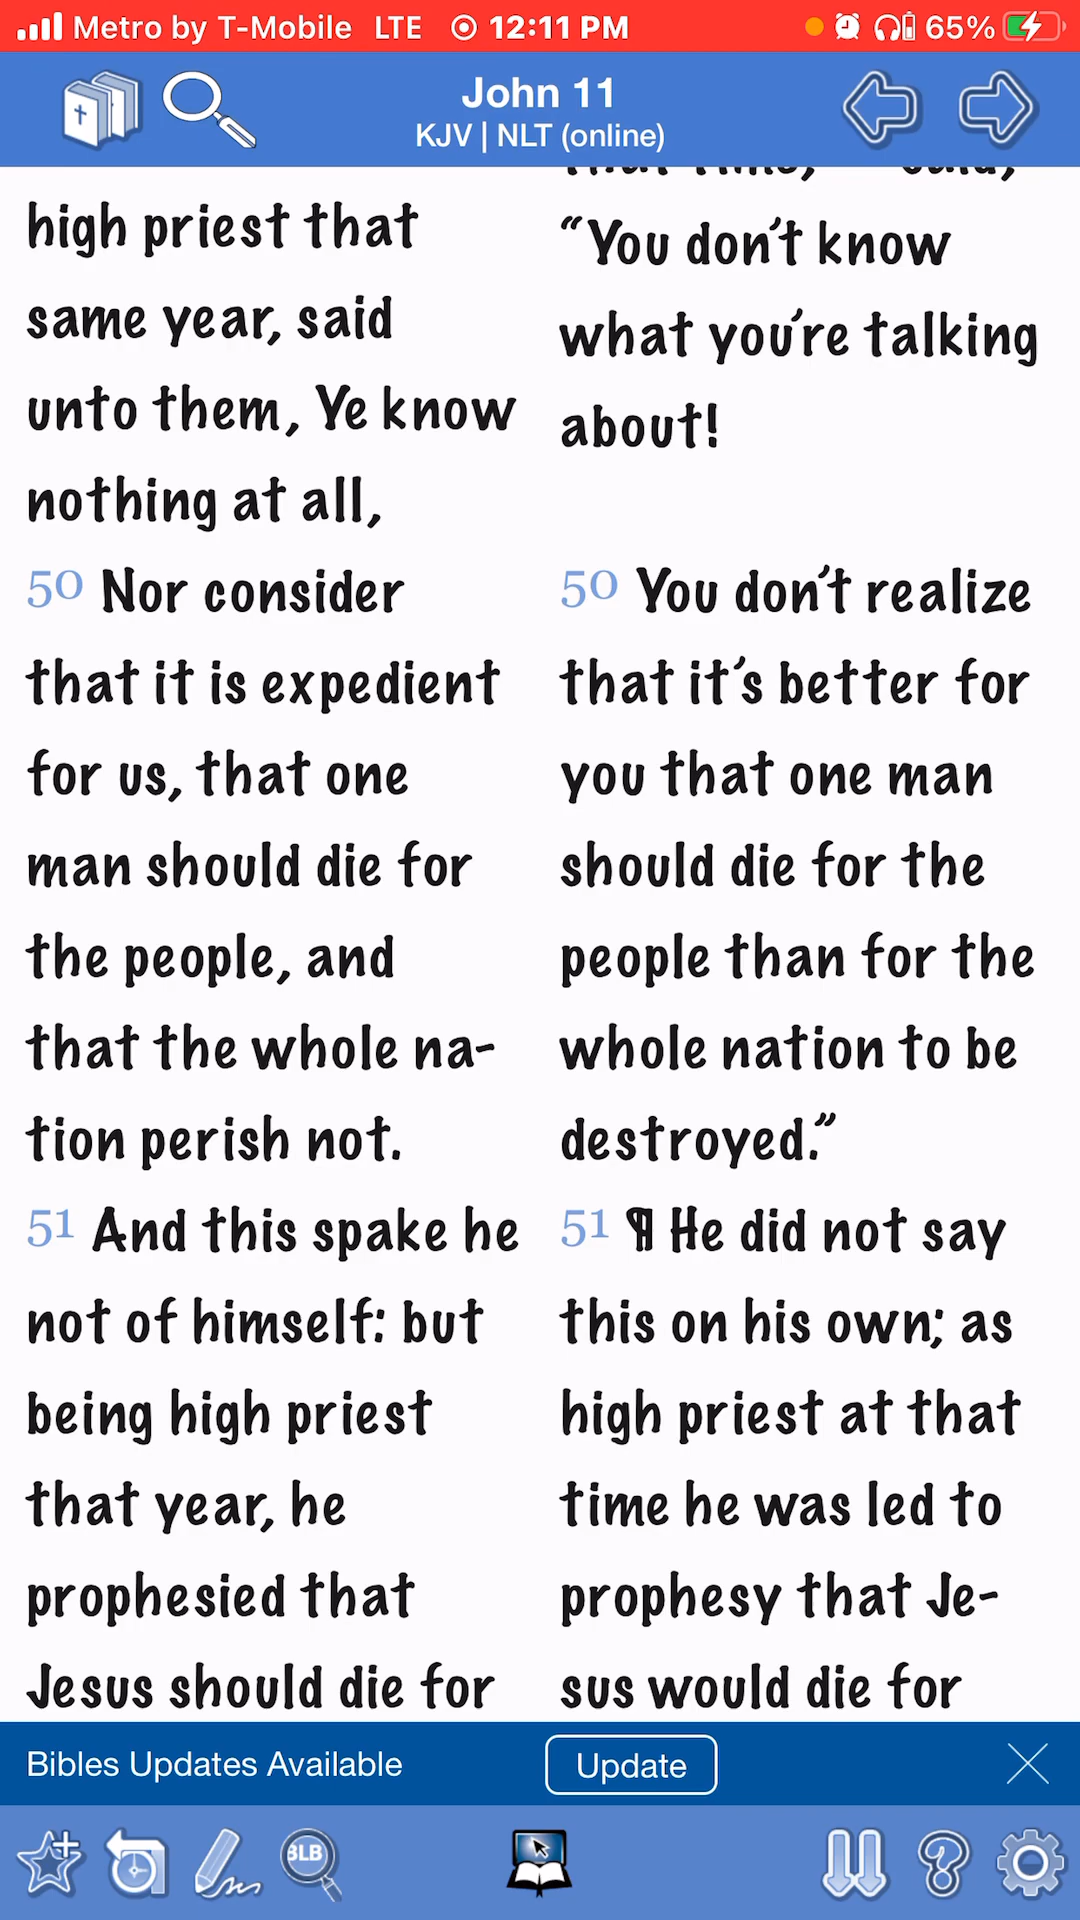 Metro by T-Mobile LTE 12:11 PM 65%
John 11
KJV | NLT (online)
high priest that
same year, said
unto them, Ye know
nothing at all,
50 Nor consider
that it is expedient
for us, that one
man should die for
the people, and
that the whole na-
tion perish not.
51 And this spake he
not of himself: but
being high priest
that year, he
prophesied that
Jesus should die for
that time, said,
“You don’t know
what you’re talking
about!
50 You don’t realize
that it’s better for
you that one man
should die for the
people than for the
whole nation to be
destroyed.”
51 ¶ He did not say
this on his own; as
high priest at that
time he was led to
prophesy that Je-
sus would die for
Bibles Updates Available
Update
BLB